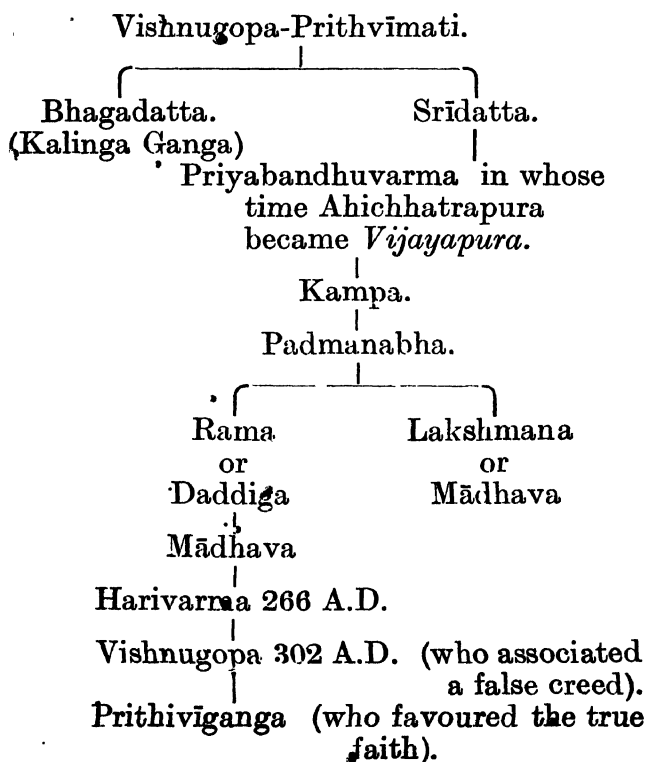 Vishnugopa-Prithvīmati.
Bhagadatta. Srīdatta.
(Kalinga Ganga)
Priyabandhuvarma in whose
time Ahichhatrapura
became Vijayapura.
Kampa.
Padmanabha.
Rama Lakshmana
or or
Daddiga Mādhava
Mādhava
Harivarma 266 A.D.
Vishnugopa 302 A.D. (who associated
a false creed).
Prithivīganga (who favoured the true
faith).